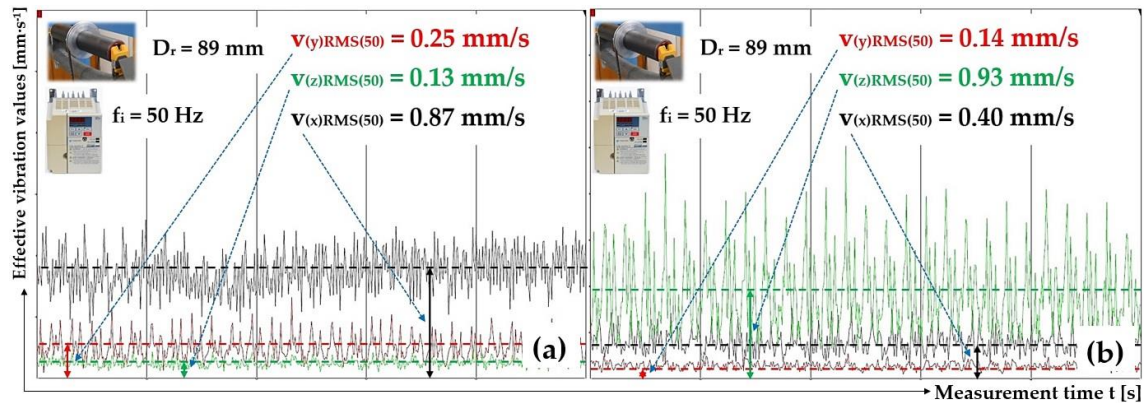 Effective vibration values [mm·s⁻¹]
Dᵣ = 89 mm
fᵢ = 50 Hz
v(y)RMS(50) = 0.25 mm/s
v(z)RMS(50) = 0.13 mm/s
v(x)RMS(50) = 0.87 mm/s
(a)
Dᵣ = 89 mm
fᵢ = 50 Hz
v(y)RMS(50) = 0.14 mm/s
v(z)RMS(50) = 0.93 mm/s
v(x)RMS(50) = 0.40 mm/s
(b)
Measurement time t [s]